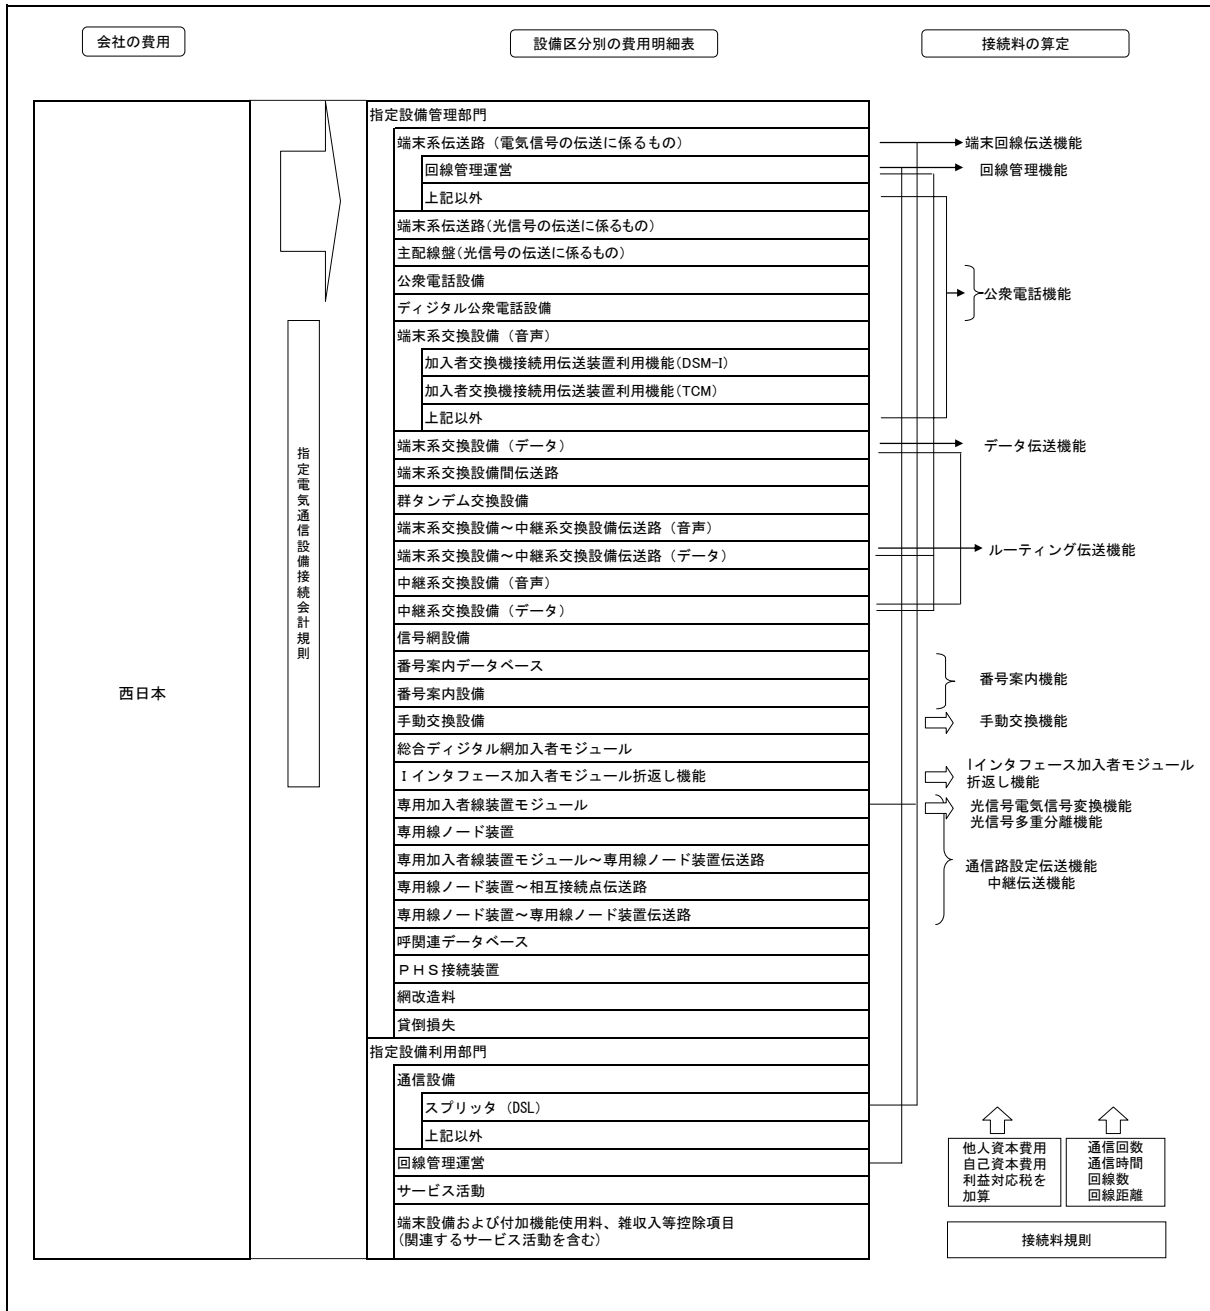 会社の費用
設備区分別の費用明細表
接続料の算定
西日本
指定電気通信設備接続会計規則
指定設備管理部門
端末系伝送路（電気信号の伝送に係るもの）
回線管理運営
上記以外
端末系伝送路(光信号の伝送に係るもの)
主配線盤(光信号の伝送に係るもの)
公衆電話設備
ディジタル公衆電話設備
端末系交換設備（音声）
加入者交換機接続用伝送装置利用機能(DSM-I)
加入者交換機接続用伝送装置利用機能(TCM)
上記以外
端末系交換設備（データ）
端末系交換設備間伝送路
群タンデム交換設備
端末系交換設備～中継系交換設備伝送路（音声）
端末系交換設備～中継系交換設備伝送路（データ）
中継系交換設備（音声）
中継系交換設備（データ）
信号網設備
番号案内データベース
番号案内設備
手動交換設備
総合ディジタル網加入者モジュール
Ｉインタフェース加入者モジュール折返し機能
専用加入者線装置モジュール
専用線ノード装置
専用加入者線装置モジュール～専用線ノード装置伝送路
専用線ノード装置～相互接続点伝送路
専用線ノード装置～専用線ノード装置伝送路
呼関連データベース
ＰＨＳ接続装置
網改造料
貸倒損失
指定設備利用部門
通信設備
スプリッタ（DSL）
上記以外
回線管理運営
サービス活動
端末設備および付加機能使用料、雑収入等控除項目
(関連するサービス活動を含む)
端末回線伝送機能
回線管理機能
公衆電話機能
データ伝送機能
ルーティング伝送機能
番号案内機能
手動交換機能
Iインタフェース加入者モジュール
折返し機能
光信号電気信号変換機能
光信号多重分離機能
通信路設定伝送機能
中継伝送機能
他人資本費用
自己資本費用
利益対応税を
加算
通信回数
通信時間
回線数
回線距離
接続料規則